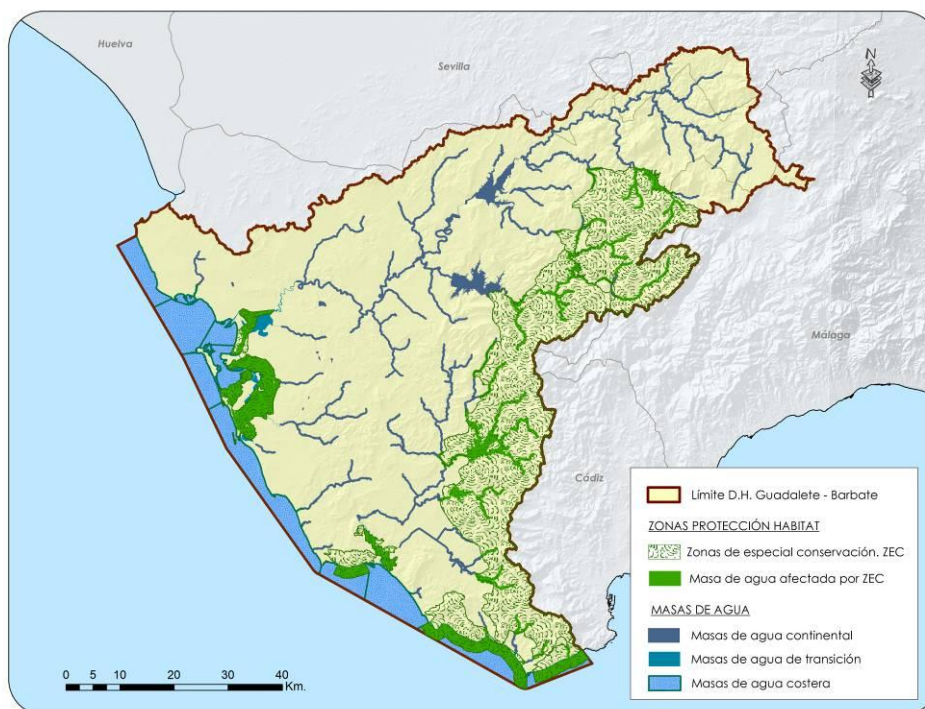 Huelva
Sevilla
N
Málaga
Cádiz
Límite D.H. Guadalete - Barbate
ZONAS PROTECCIÓN HABITAT
Zonas de especial conservación. ZEC
Masa de agua afectada por ZEC
MASAS DE AGUA
Masas de agua continental
Masas de agua de transición
Masas de agua costera
0 5 10 20 30 40
Km.